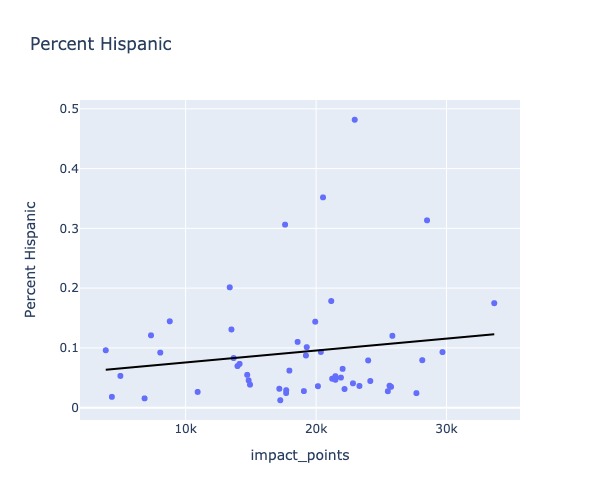 Percent Hispanic
0.5
0.4
0.3
0.2
0.1
0
Percent Hispanic
10k
20k
30k
impact_points